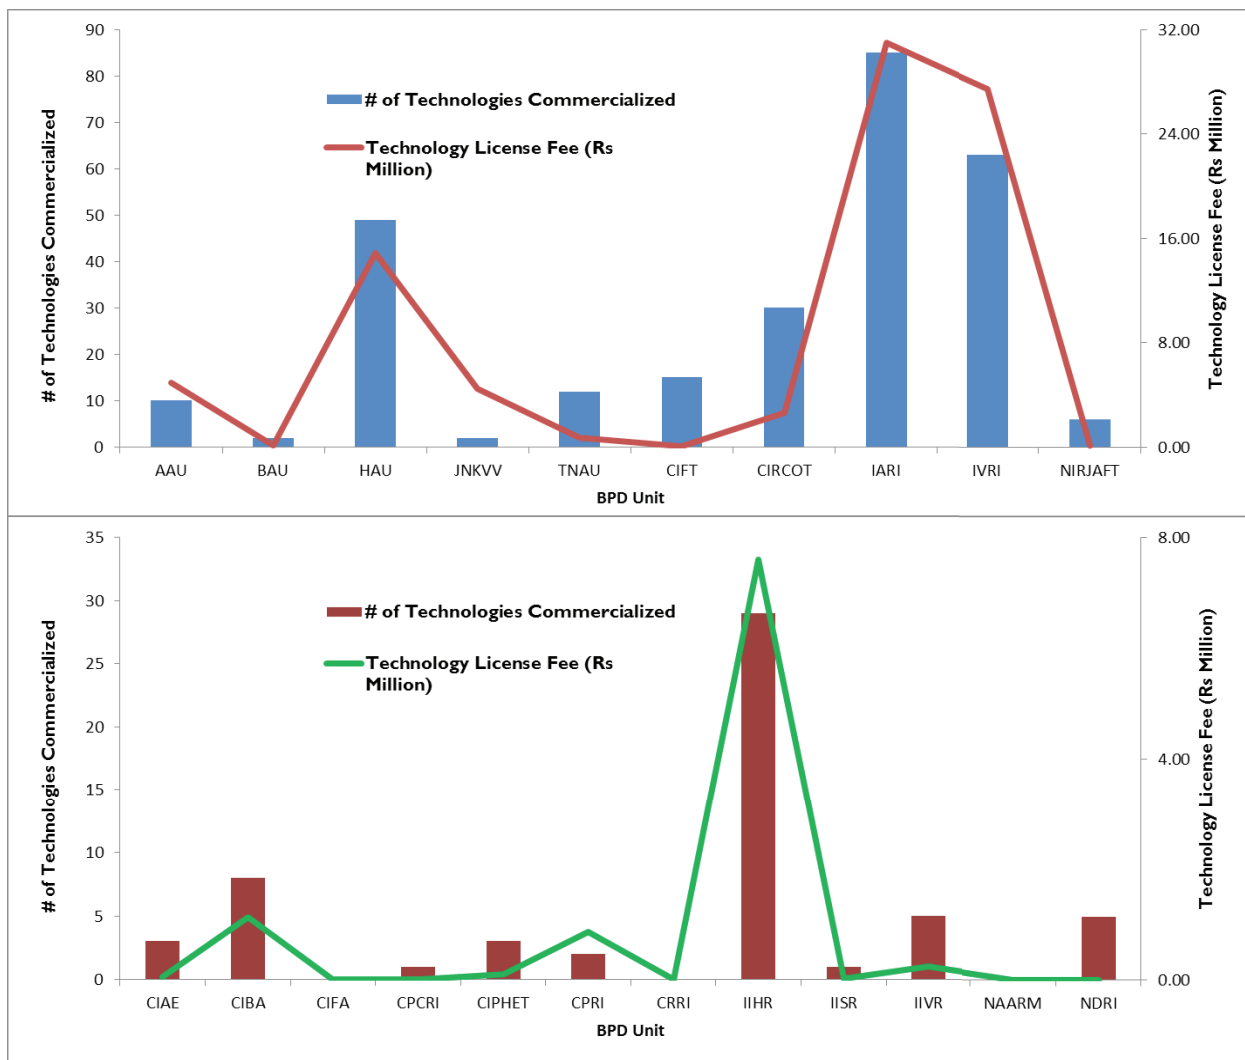 90
80
70
60
50
40
30
20
10
0
# of Technologies Commercialized
# of Technologies Commercialized
Technology License Fee (Rs
Million)
32.00
24.00
16.00
8.00
0.00
Technology License Fee (Rs Million)
AAU BAU HAU JNKVV TNAU CIFT CIRCOT IARI IVRI NIRJAFT
BPD Unit
35
30
25
20
15
10
5
0
# of Technologies Commercialized
# of Technologies Commercialized
Technology License Fee (Rs
Million)
8.00
4.00
0.00
Technology License Fee (Rs Million)
CIAE CIBA CIFA CPCRI CIPHET CPRI CRRI IIHR IISR IIVR NAARM NDRI
BPD Unit